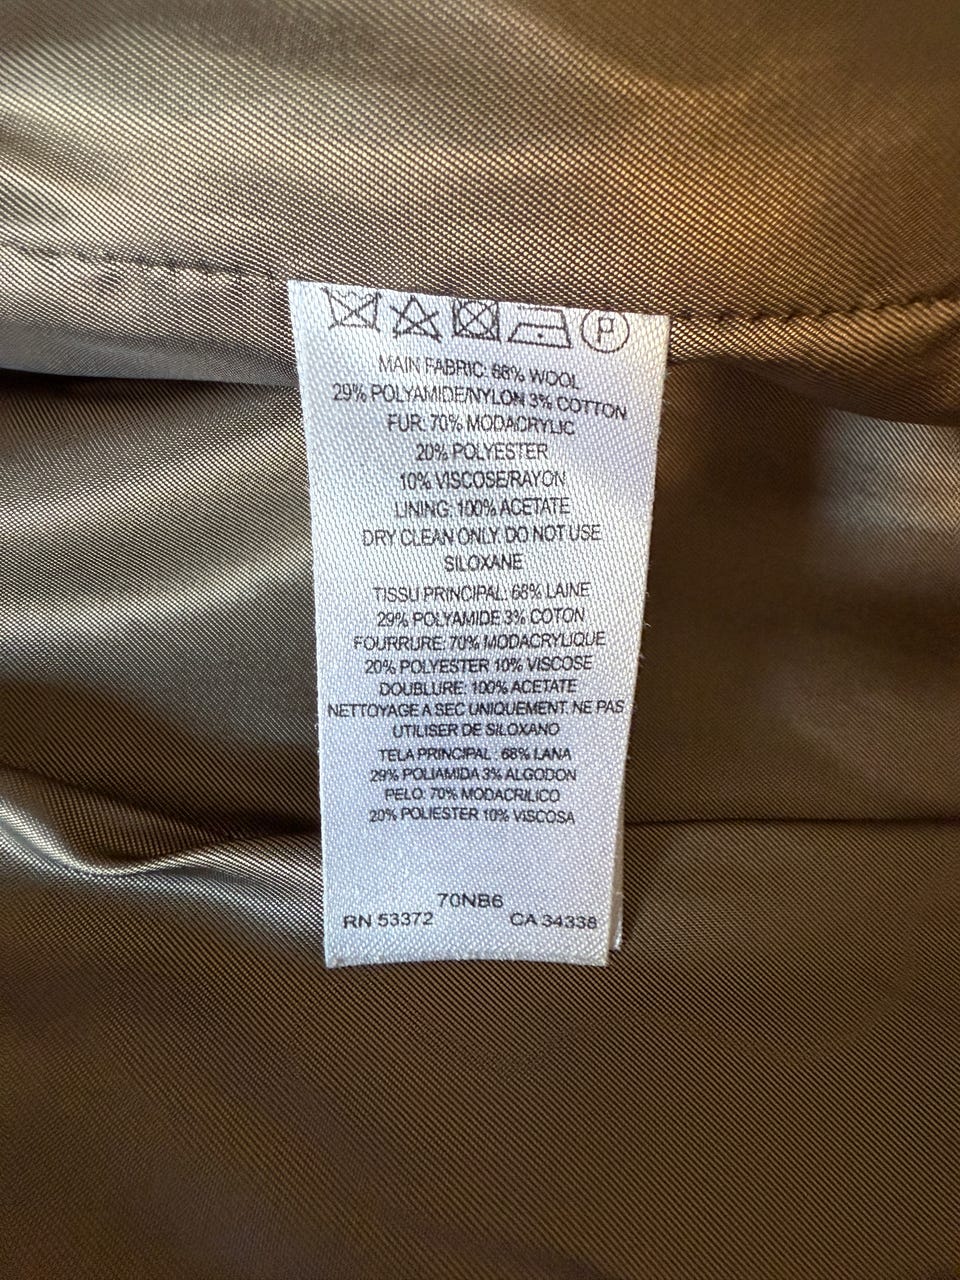 P
MAIN FABRIC: 68% WOOL
29% POLYAMIDE/NYLON 3% COTTON
FUR: 70% MODACRYLIC
20% POLYESTER
10% VISCOSE/RAYON
LINING: 100% ACETATE
DRY CLEAN ONLY. DO NOT USE
SILOXANE
TISSU PRINCIPAL: 68% LAINE
29% POLYAMIDE 3% COTON
FOURRURE: 70% MODACRYLIQUE
20% POLYESTER 10% VISCOSE
DOUBLURE: 100% ACETATE
NETTOYAGE A SEC UNIQUEMENT. NE PAS
UTILISER DE SILOXANO
TELA PRINCIPAL : 68% LANA
29% POLIAMIDA 3% ALGODON
PELO: 70% MODACRILICO
20% POLIESTER 10% VISCOSA
70NB6
RN 53372 CA 34338